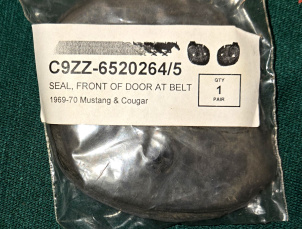 C9ZZ-6520264/5
SEAL, FRONT OF DOOR AT BELT
1969-70 Mustang & Cougar
QTY
1
PAIR